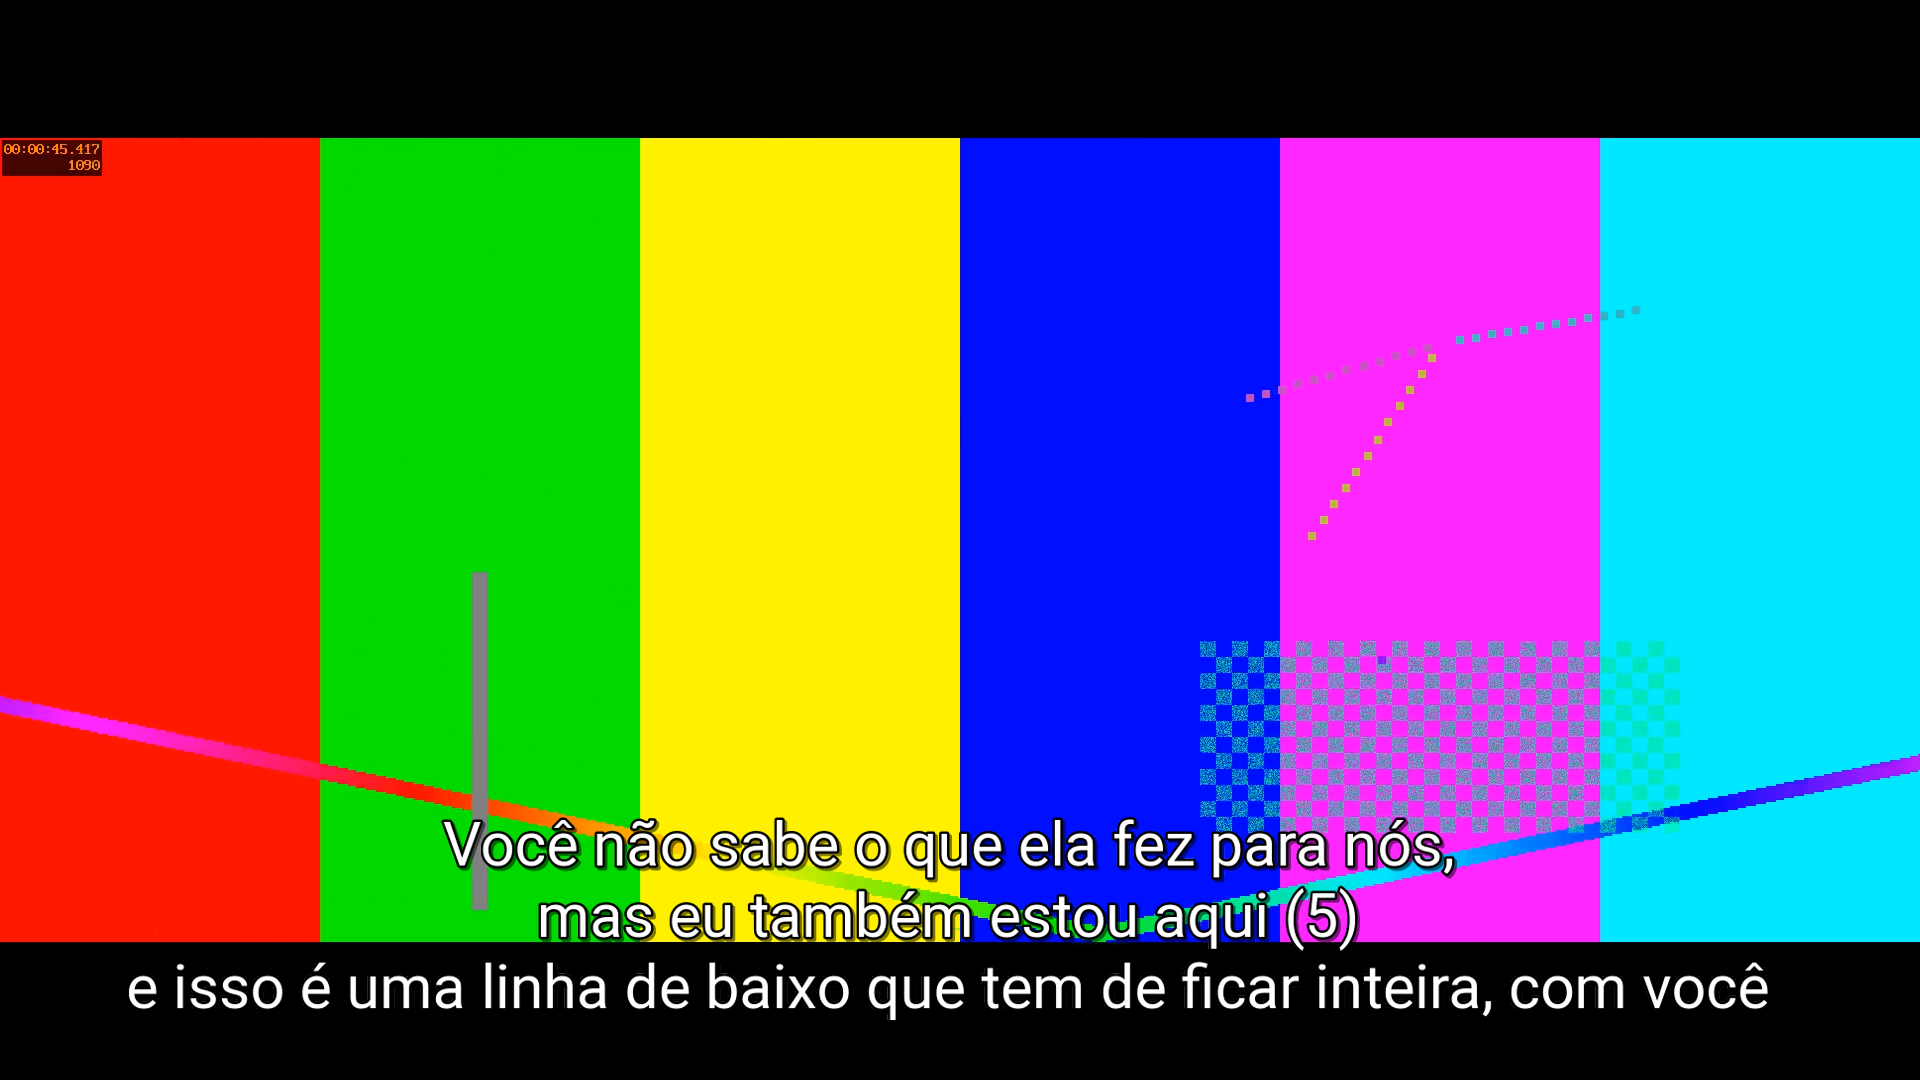 00:00:45.417
1090
Você não sabe o que ela fez para nós,
mas eu também estou aqui (5)
e isso é uma linha de baixo que tem de ficar inteira, com você